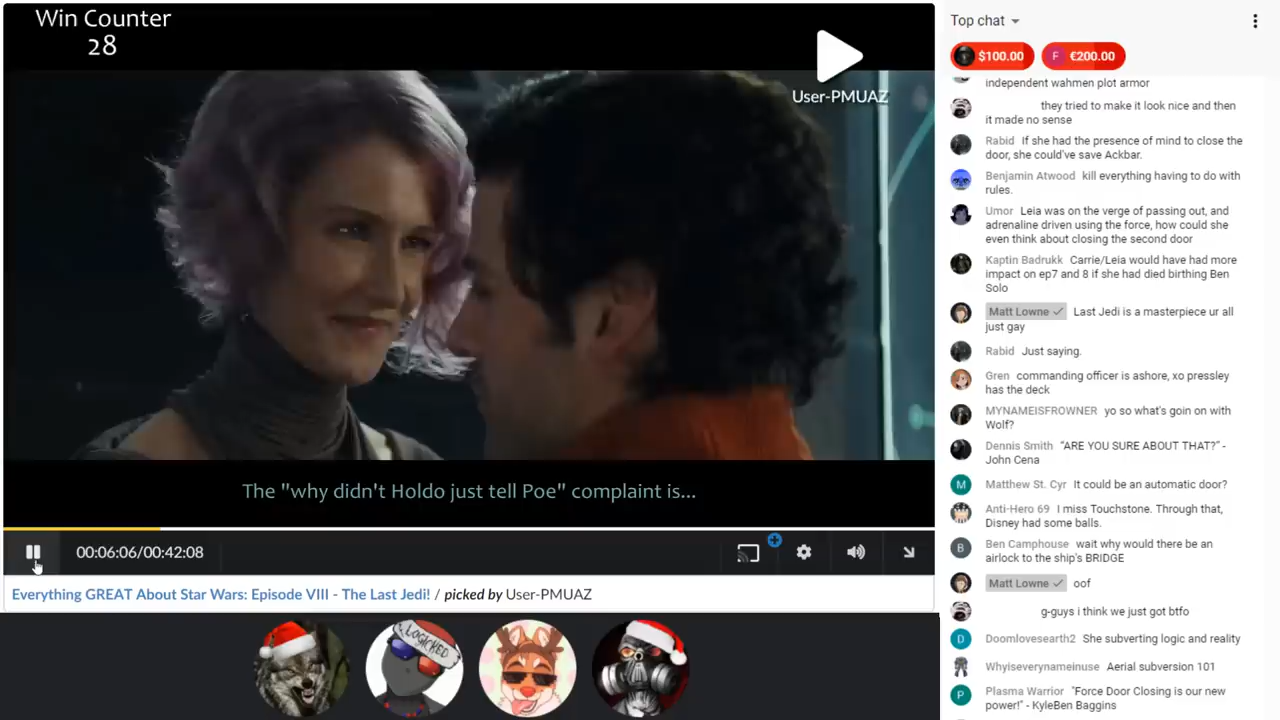 Win Counter
28
User-PMUAZ
The "why didn't Holdo just tell Poe" complaint is...
00:06:06/00:42:08
Everything GREAT About Star Wars: Episode VIII - The Last Jedi! / picked by User-PMUAZ
LOGICKED
Top chat
$100.00
F €200.00
independent wahmen plot armor
they tried to make it look nice and then
it made no sense
Rabid If she had the presence of mind to close the
door, she could've save Ackbar.
Benjamin Atwood kill everything having to do with
rules.
Umor Leia was on the verge of passing out, and
adrenaline driven using the force, how could she
even think about closing the second door
Kaptin Badrukk Carrie/Leia would have had more
impact on ep7 and 8 if she had died birthing Ben
Solo
Matt Lowne Last Jedi is a masterpiece ur all
just gay
Rabid Just saying.
Gren commanding officer is ashore, xo pressley
has the deck
MYNAMEISFROWNER yo so what's goin on with
Wolf?
Dennis Smith “ARE YOU SURE ABOUT THAT?” -
John Cena
M Matthew St. Cyr It could be an automatic door?
Anti-Hero 69 I miss Touchstone. Through that,
Disney had some balls.
B Ben Camphouse wait why would there be an
airlock to the ship's BRIDGE
Matt Lowne oof
g-guys i think we just got btfo
D Doomlovesearth2 She subverting logic and reality
Whyiseverynameinuse Aerial subversion 101
P Plasma Warrior "Force Door Closing is our new
power!" - KyleBen Baggins